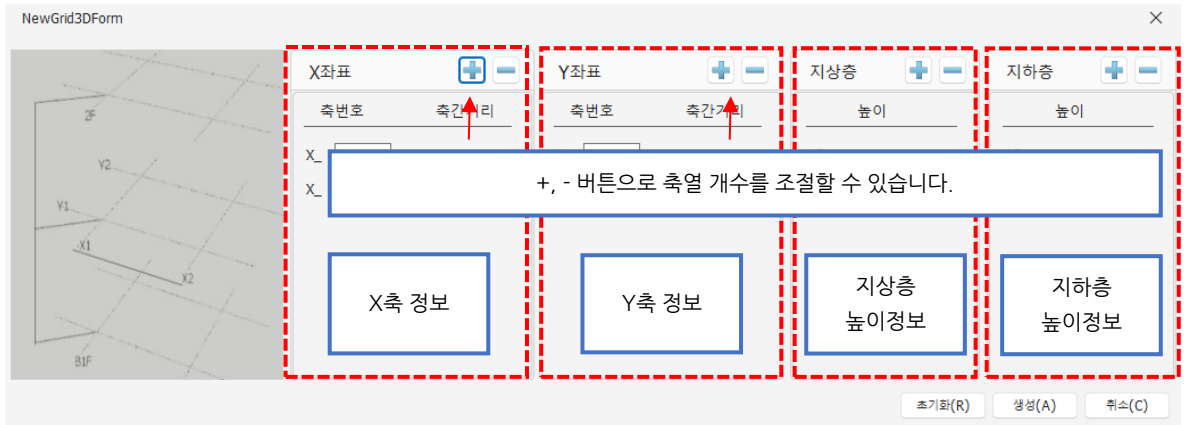 NewGrid3DForm
2F
Y2
Y1
X1
X2
B1F
X좌표
축번호 축간거리
X_
X_
Y좌표
축번호 축간거리
지상층
높이
지하층
높이
+, - 버튼으로 축열 개수를 조절할 수 있습니다.
X축 정보
Y축 정보
지상층
높이정보
지하층
높이정보
초기화(R) 생성(A) 취소(C)